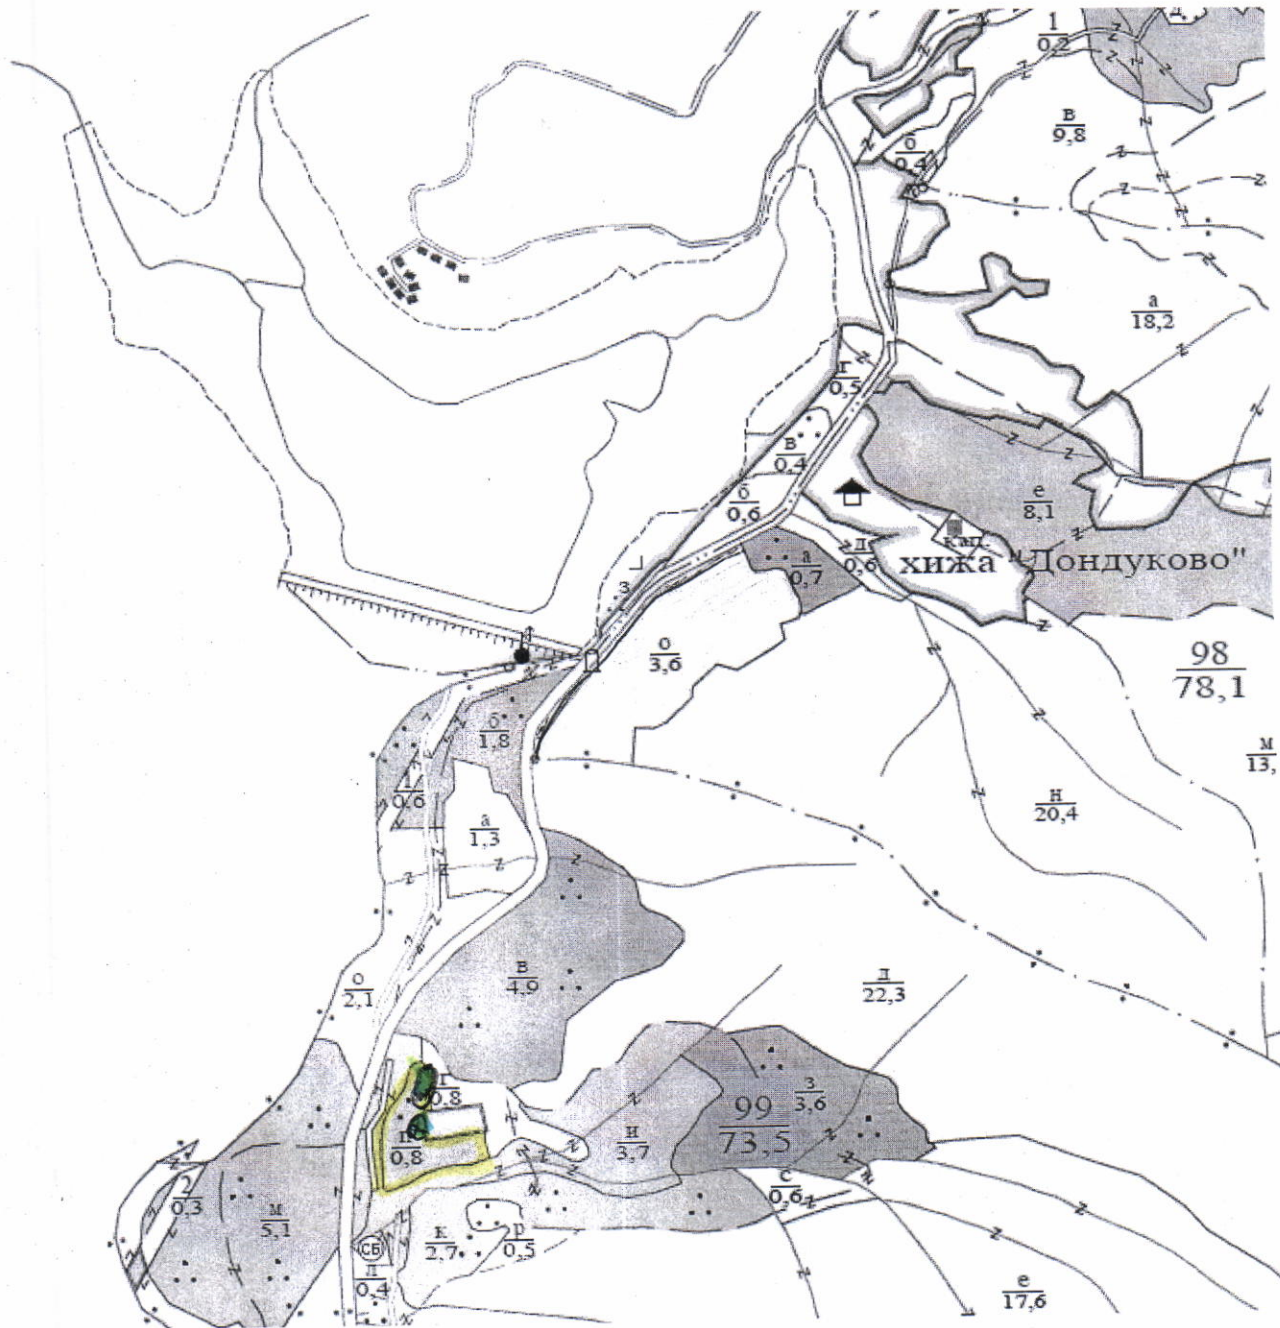 1
0,2
в
9,8
б
0,4
а
18,2
г
0,5
в
0,4
б
0,6
е
8,1
а
0,7
д
0,6
кап.
хижа "Дондуково"
З
о
3,6
98
78,1
м
13,
б
1,8
1
0,6
а
1,3
н
20,4
в
4,9
о
2,1
д
22,3
г
0,8
п
0,8
99
73,5
з
3,6
и
3,7
2
0,3
м
5,1
с
0,6
к
2,7
р
0,5
СБ
л
0,4
е
17,6